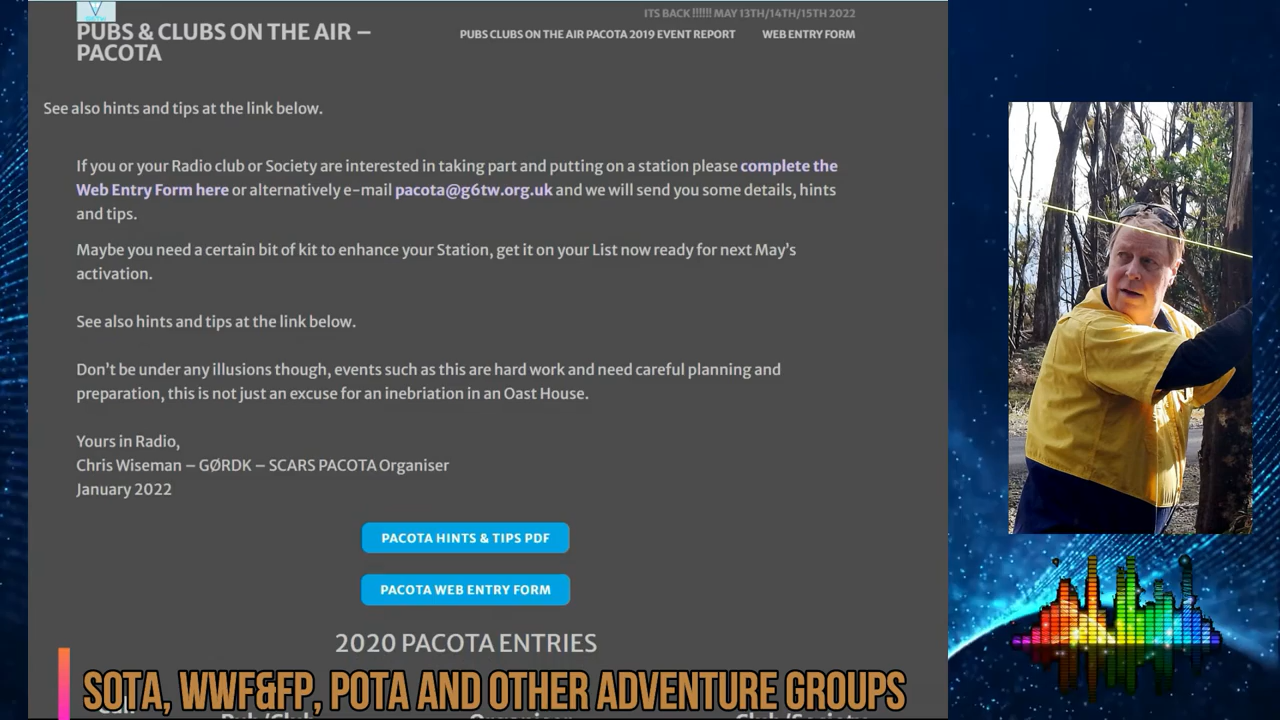 ITS BACK !!!!!! MAY 13TH/14TH/15TH 2022
PUBS & CLUBS ON THE AIR –
PACOTA
PUBS CLUBS ON THE AIR PACOTA 2019 EVENT REPORT
WEB ENTRY FORM
See also hints and tips at the link below.
If you or your Radio club or Society are interested in taking part and putting on a station please complete the
Web Entry Form here or alternatively e-mail pacota@g6tw.org.uk and we will send you some details, hints
and tips.
Maybe you need a certain bit of kit to enhance your Station, get it on your List now ready for next May’s
activation.
See also hints and tips at the link below.
Don’t be under any illusions though, events such as this are hard work and need careful planning and
preparation, this is not just an excuse for an inebriation in an Oast House.
Yours in Radio,
Chris Wiseman – GØRDK – SCARS PACOTA Organiser
January 2022
PACOTA HINTS & TIPS PDF
PACOTA WEB ENTRY FORM
2020 PACOTA ENTRIES
SOTA, WWF&FP, POTA AND OTHER ADVENTURE GROUPS